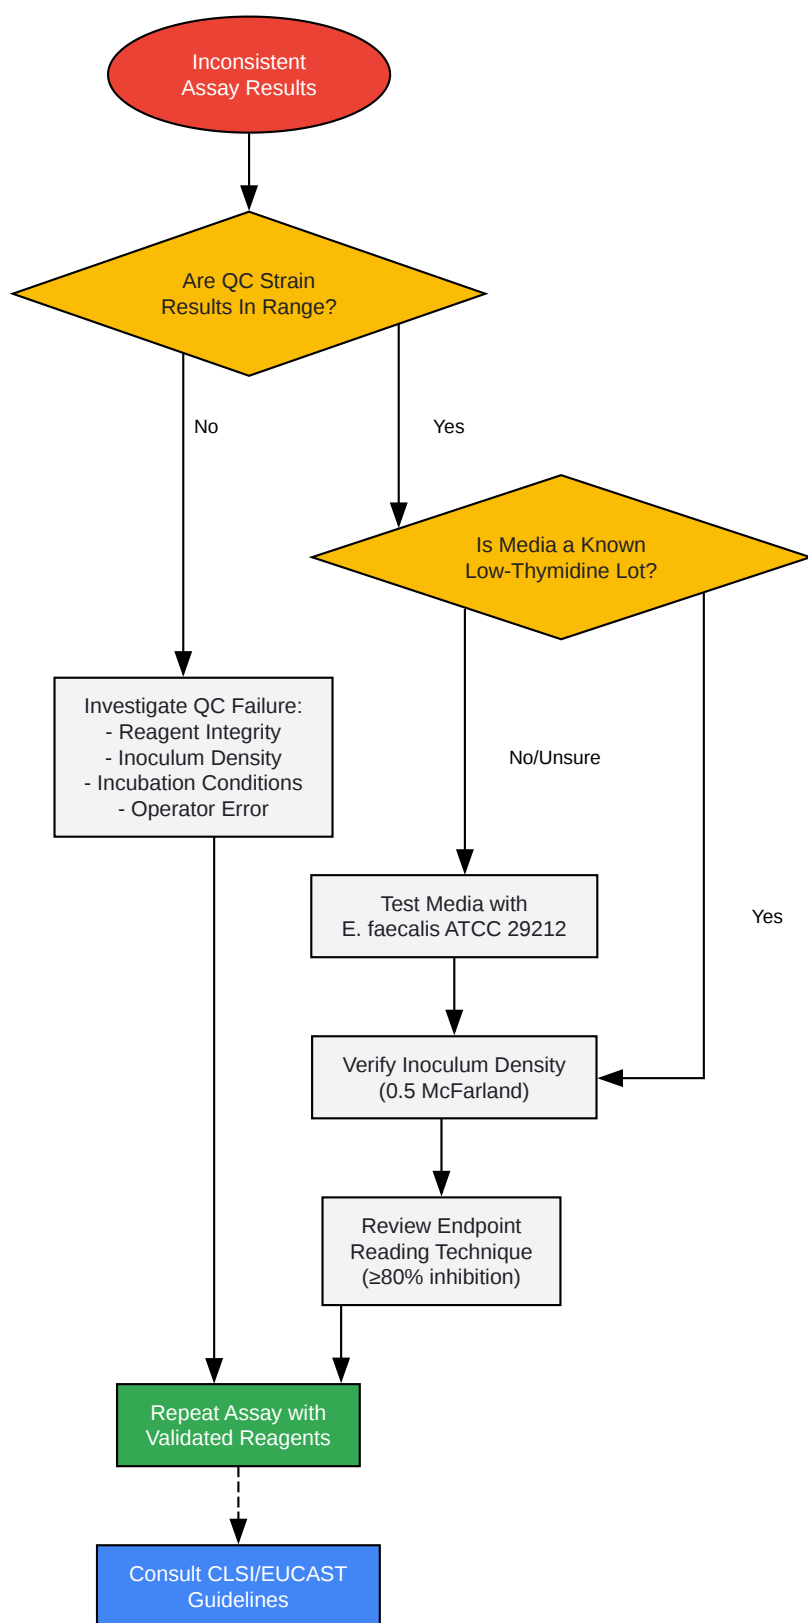 Inconsistent
Assay Results
Are QC Strain
Results In Range?
No
Yes
Is Media a Known
Low-Thymidine Lot?
Investigate QC Failure:
- Reagent Integrity
- Inoculum Density
- Incubation Conditions
- Operator Error
No/Unsure
Test Media with
E. faecalis ATCC 29212
Yes
Verify Inoculum Density
(0.5 McFarland)
Review Endpoint
Reading Technique
(≥80% inhibition)
Repeat Assay with
Validated Reagents
Consult CLSI/EUCAST
Guidelines